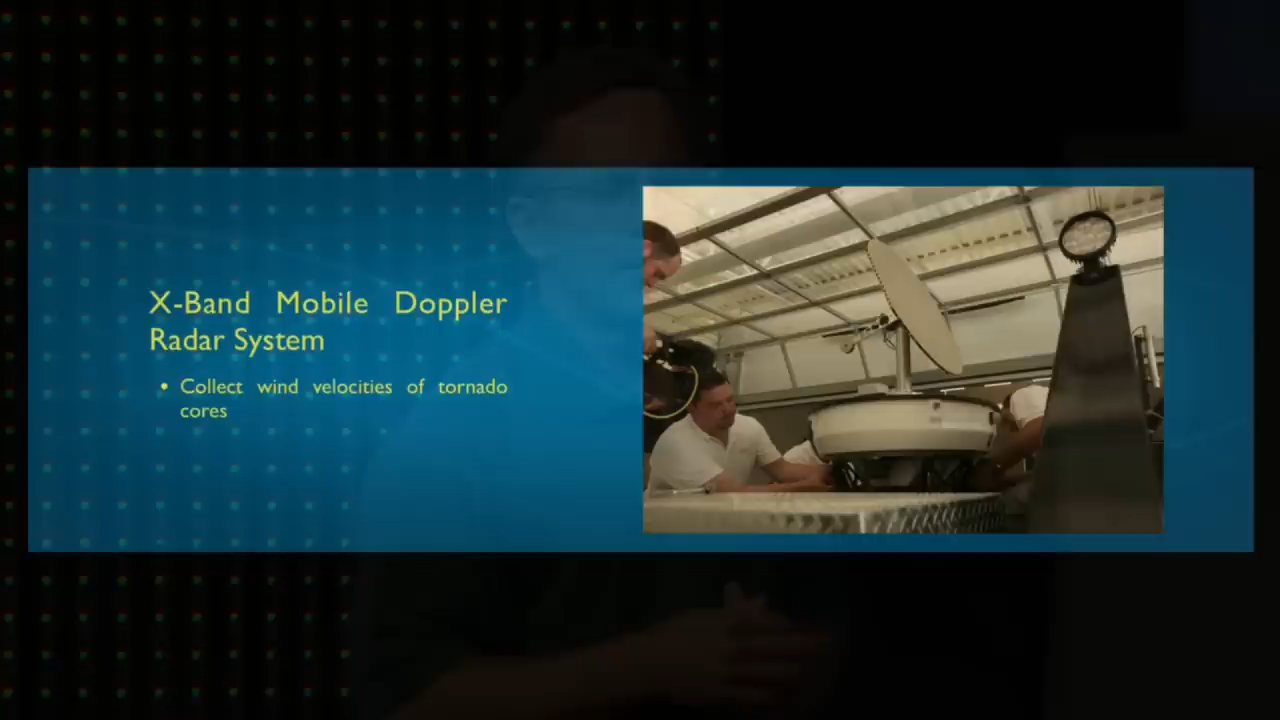 X-Band Mobile Doppler
Radar System
• Collect wind velocities of tornado
cores